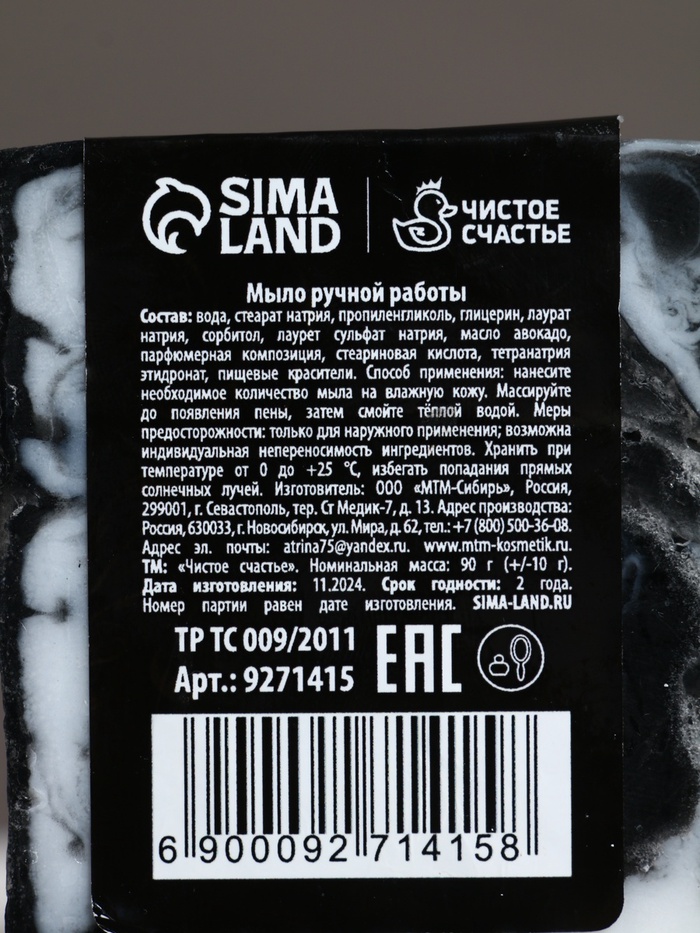 SIMA LAND
ЧИСТОЕ СЧАСТЬЕ
Мыло ручной работы
Состав: вода, стеарат натрия, пропиленгликоль, глицерин, лаурат
натрия, сорбитол, лаурет сульфат натрия, масло авокадо,
парфюмерная композиция, стеариновая кислота, тетранатрия
этидронат, пищевые красители. Способ применения: нанесите
необходимое количество мыла на влажную кожу. Массируйте
до появления пены, затем смойте тёплой водой. Меры
предосторожности: только для наружного применения; возможна
индивидуальная непереносимость ингредиентов. Хранить при
температуре от 0 до +25 °С, избегать попадания прямых
солнечных лучей. Изготовитель: ООО «МТМ-Сибирь», Россия,
299001, г. Севастополь, тер. Ст Медик-7, д. 13. Адрес производства:
Россия, 630033, г. Новосибирск, ул. Мира, д. 62, тел.: +7 (800) 500-36-08.
Адрес эл. почты: atrina75@yandex.ru. www.mtm-kosmetik.ru.
ТМ: «Чистое счастье». Номинальная масса: 90 г (+/-10 г).
Дата изготовления: 11.2024. Срок годности: 2 года.
Номер партии равен дате изготовления. SIMA-LAND.RU
ТР ТС 009/2011
Арт.: 9271415
EAC
6 900092 714158